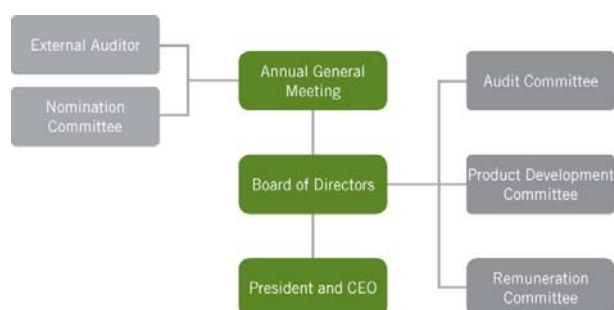 External Auditor
Nomination
Committee
Annual General
Meeting
Board of Directors
President and CEO
Audit Committee
Product Development
Committee
Remuneration
Committee